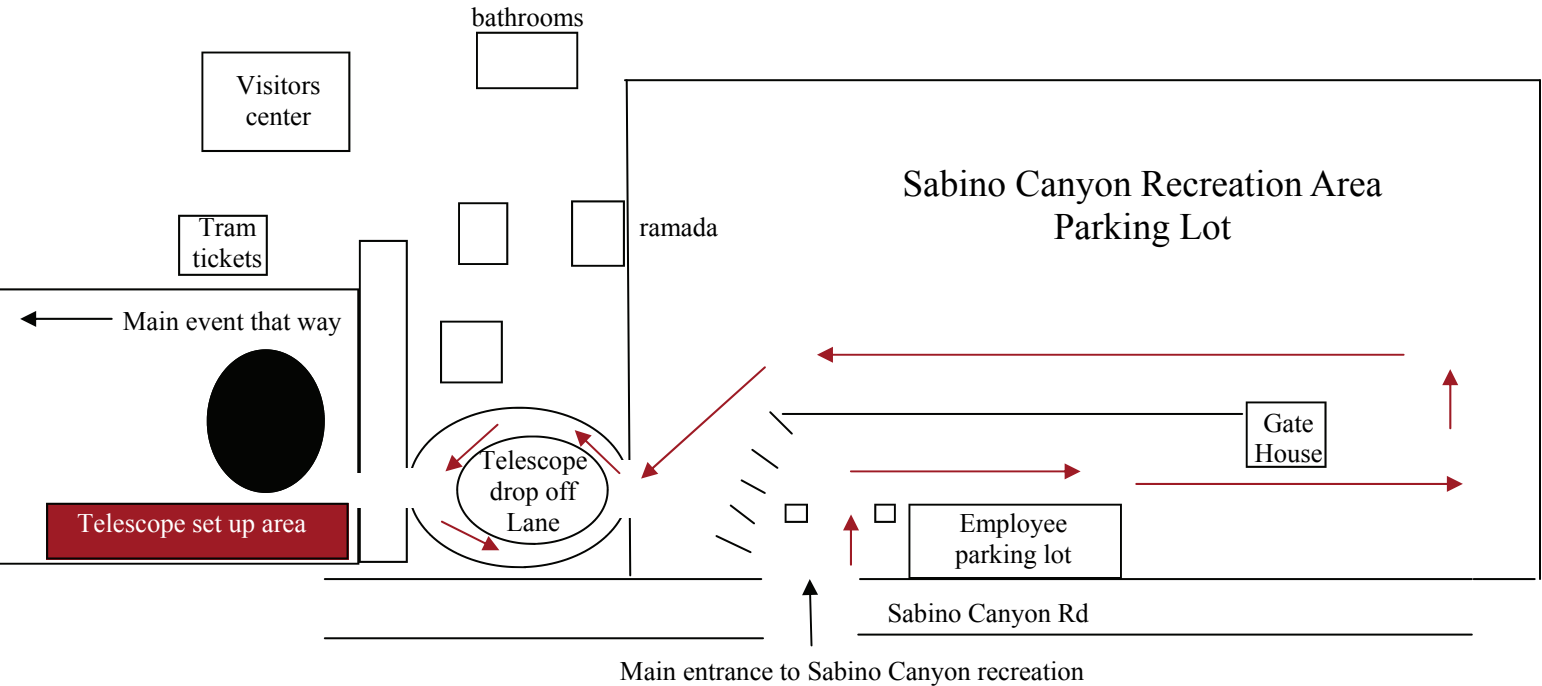 bathrooms
Visitors
center
Sabino Canyon Recreation Area
Parking Lot
Tram
tickets
ramada
Main event that way
Gate
House
Telescope
drop off
Lane
Telescope set up area
Employee
parking lot
Sabino Canyon Rd
Main entrance to Sabino Canyon recreation